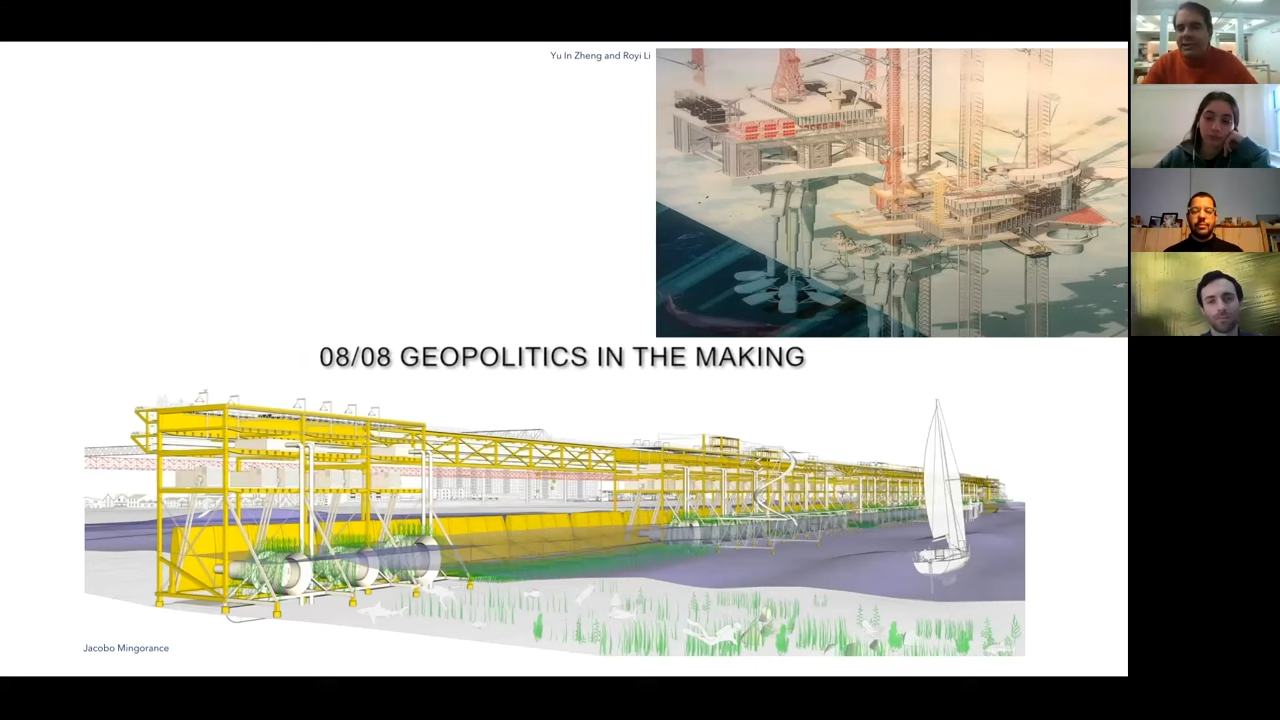 Yu In Zheng and Royi Li
08/08 GEOPOLITICS IN THE MAKING
Jacobo Mingorance